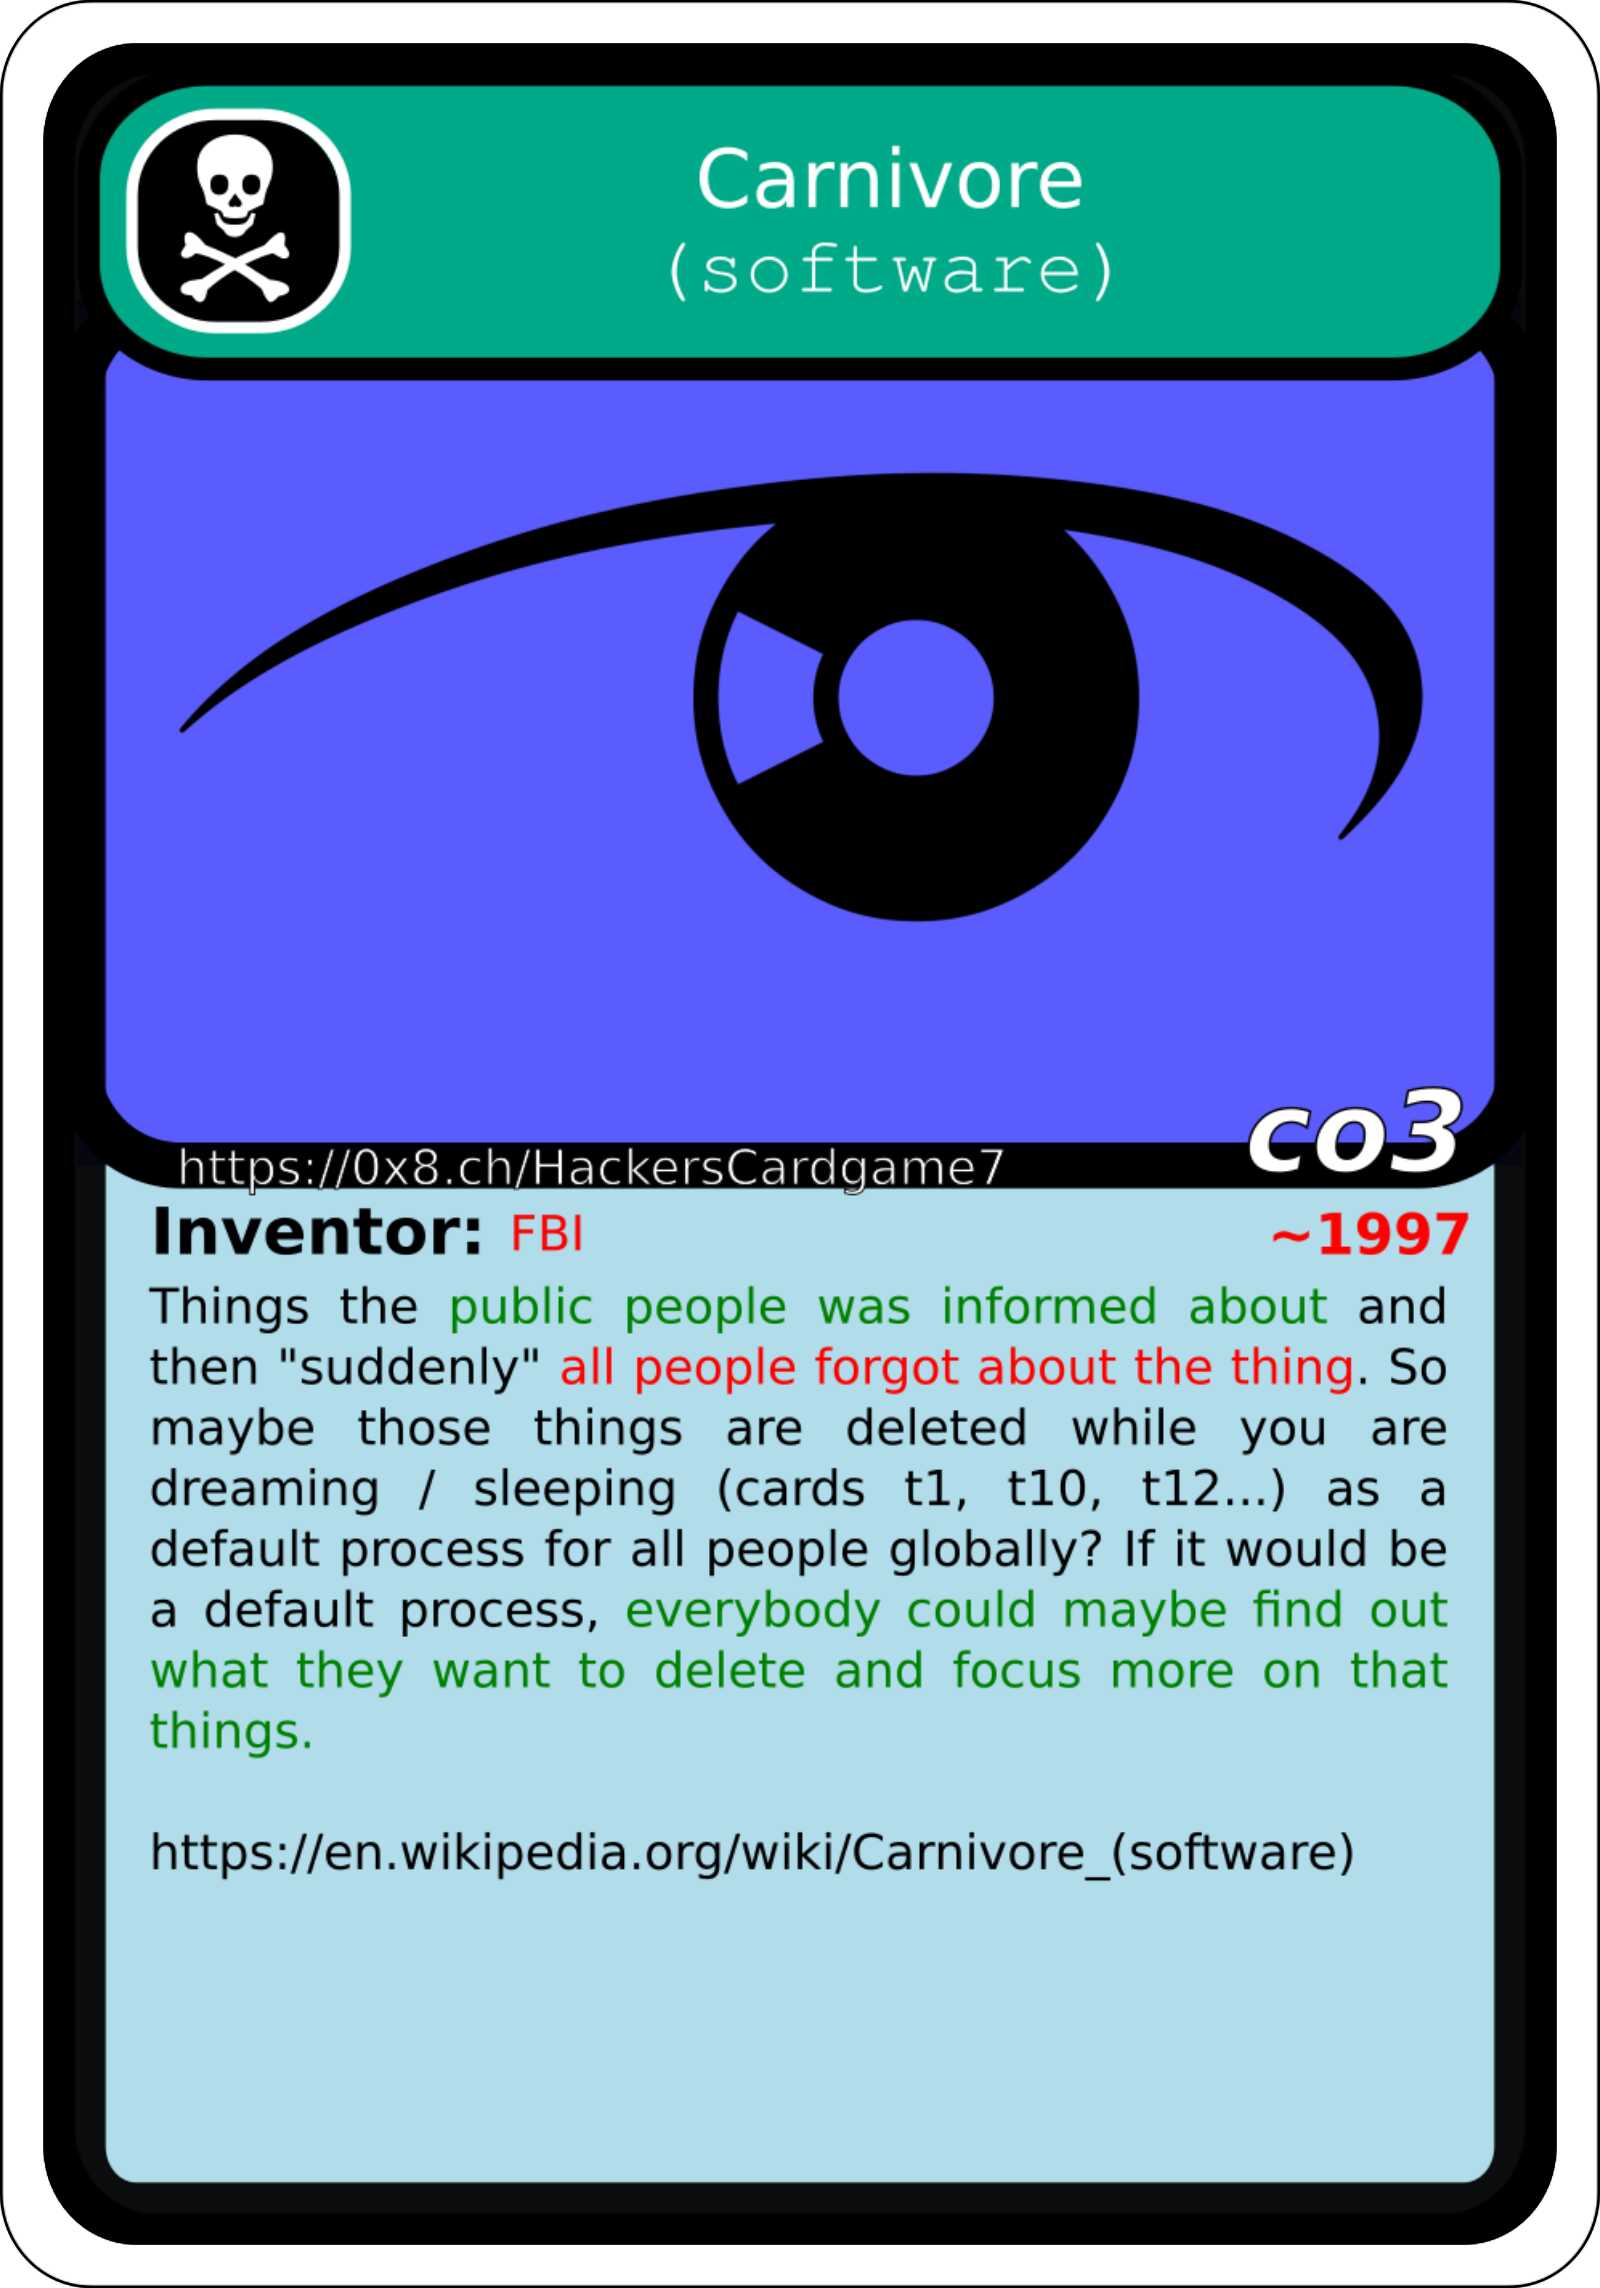 Carnivore
(software)
co3
https://0x8.ch/HackersCardgame7
Inventor: FBI ~1997
Things the public people was informed about and
then "suddenly" all people forgot about the thing. So
maybe those things are deleted while you are
dreaming / sleeping (cards t1, t10, t12...) as a
default process for all people globally? If it would be
a default process, everybody could maybe find out
what they want to delete and focus more on that
things.
https://en.wikipedia.org/wiki/Carnivore_(software)